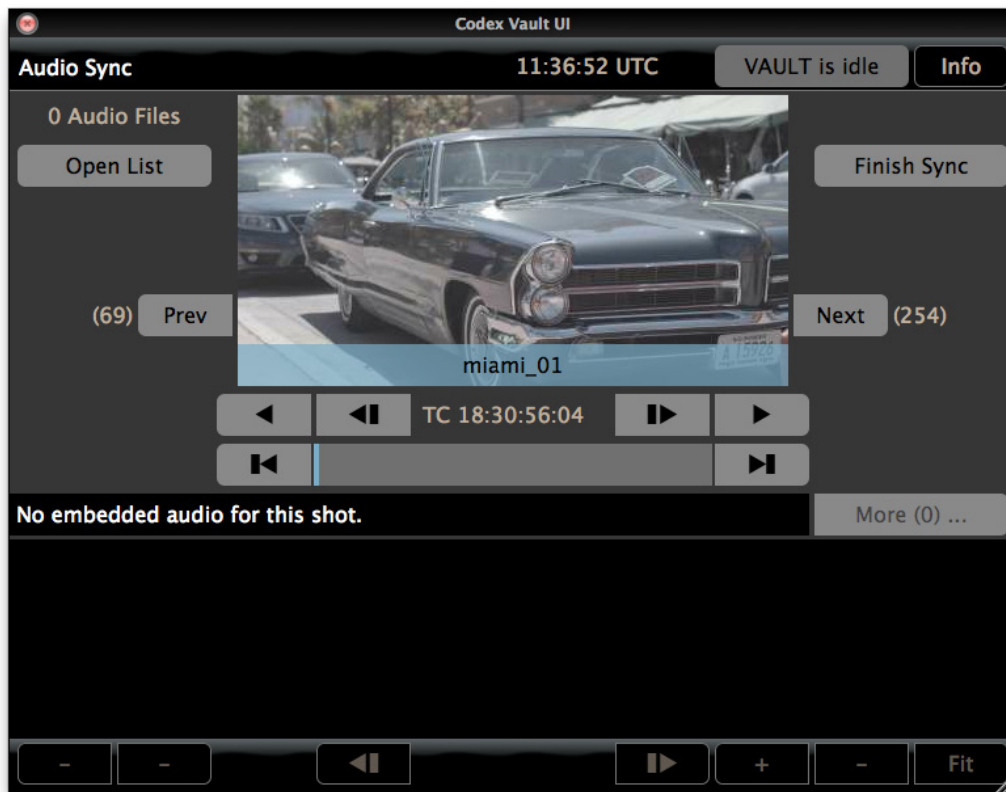 Codex Vault UI
Audio Sync 11:36:52 UTC VAULT is idle Info
0 Audio Files
Open List Finish Sync
(69) Prev Next (254)
miami_01
TC 18:30:56:04
No embedded audio for this shot. More (0) ...
- - + - Fit